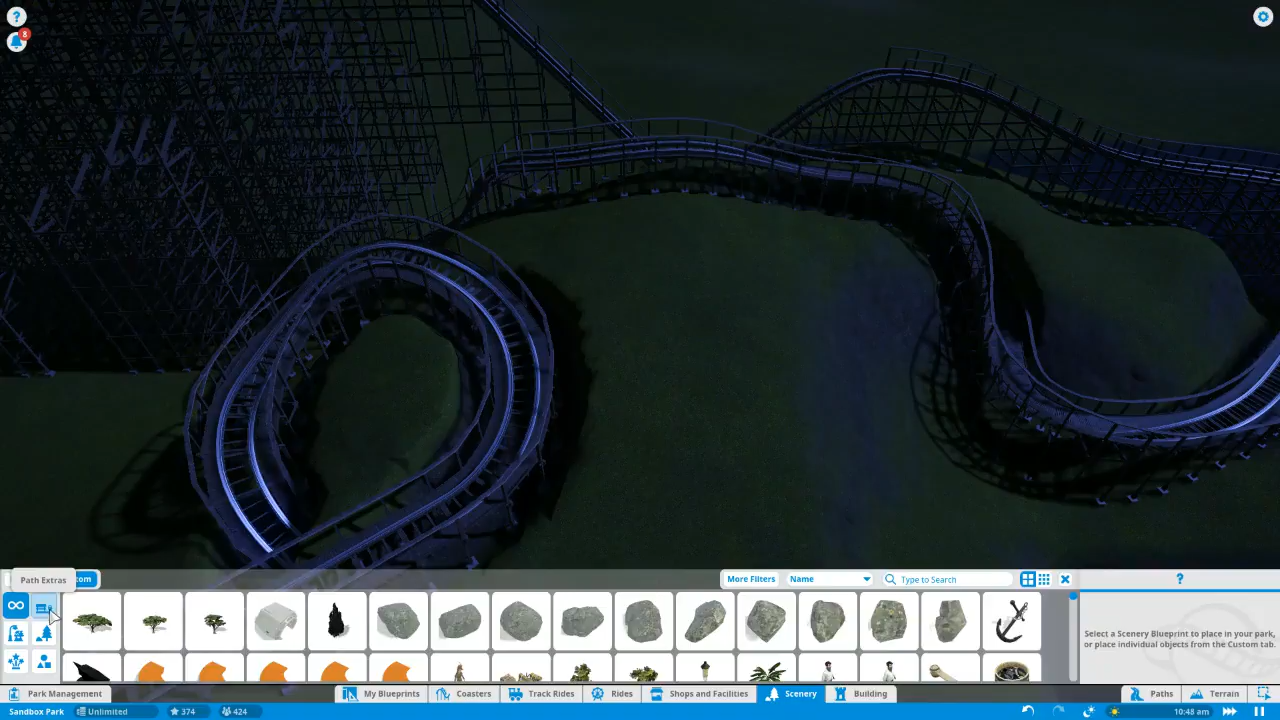 ?
8
Path Extras
com
More Filters
Name
Type to Search
?
Select a Scenery Blueprint to place in your park,
or place individual objects from the Custom tab.
Park Management
My Blueprints
Coasters
Track Rides
Rides
Shops and Facilities
Scenery
Building
Paths
Terrain
Sandbox Park
Unlimited
374
424
10:48 am